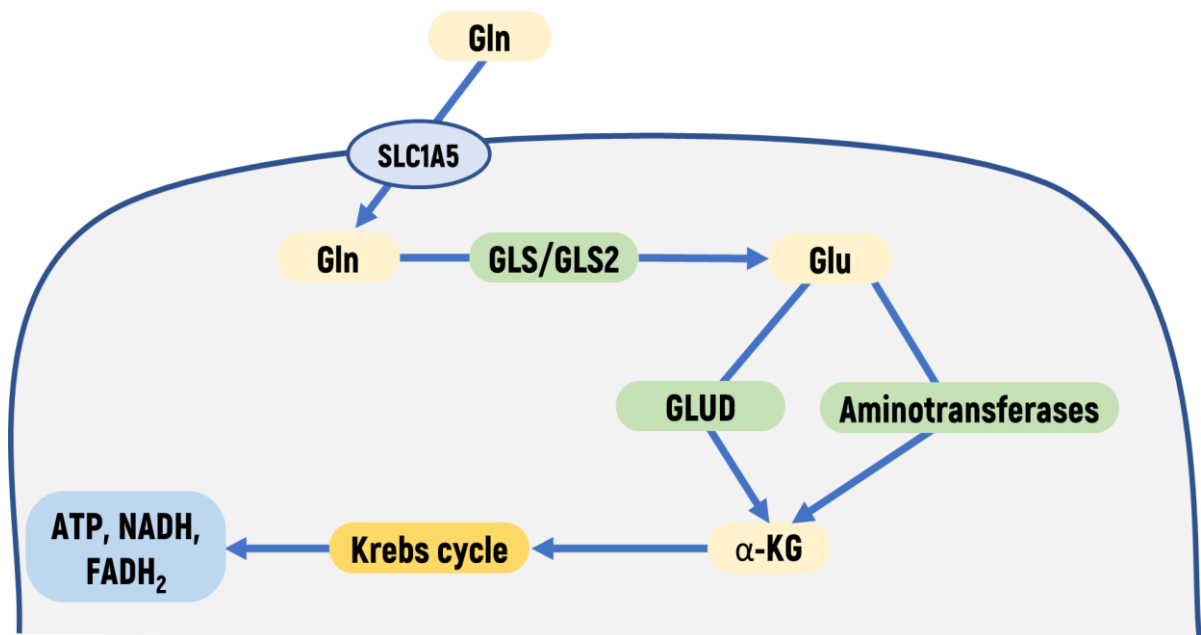 Gln
SLC1A5
Gln
GLS/GLS2
Glu
GLUD
Aminotransferases
ATP, NADH,
FADH₂
Krebs cycle
α-KG